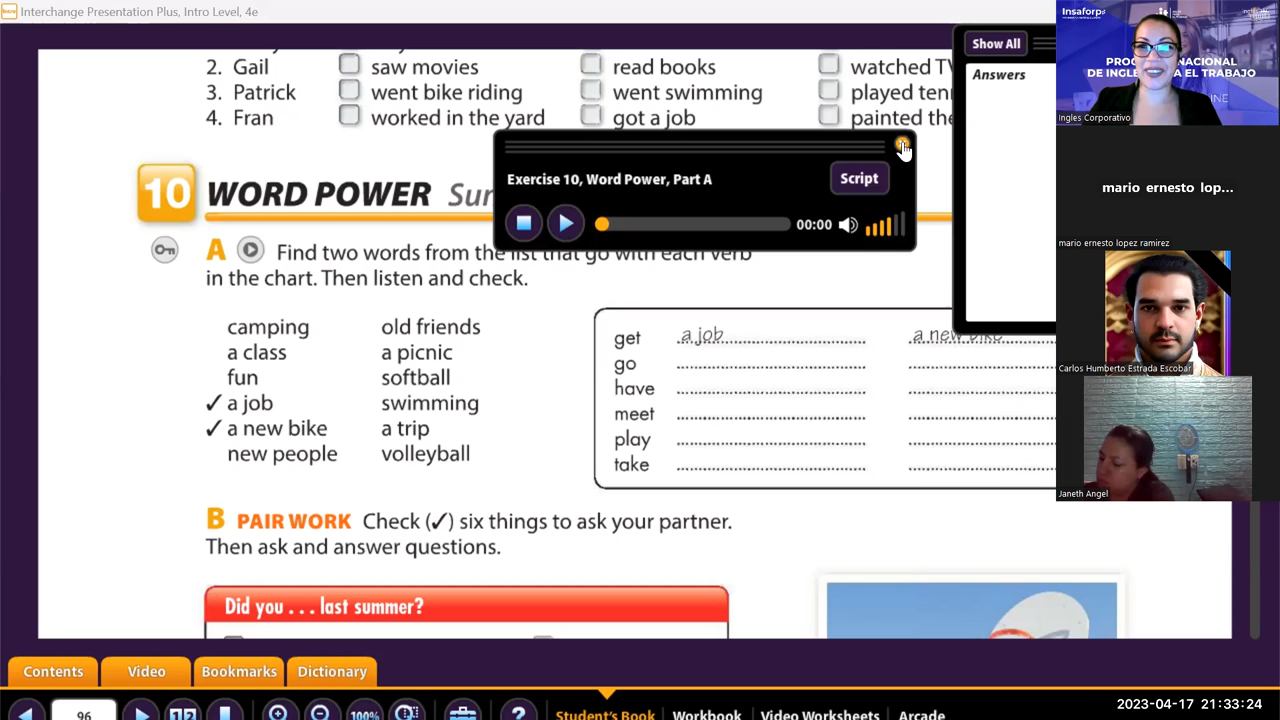 Interchange Presentation Plus, Intro Level, 4e
2. Gail saw movies read books watched TV
3. Patrick went bike riding went swimming played ten
4. Fran worked in the yard got a job painted the
10 WORD POWER Sum
Exercise 10, Word Power, Part A
Script
00:00
A Find two words from the list that go with each verb
in the chart. Then listen and check.
camping old friends
a class a picnic
fun softball
✓ a job swimming
✓ a new bike a trip
new people volleyball
get a job a new bike
go
have
meet
play
take
B PAIR WORK Check (✓) six things to ask your partner.
Then ask and answer questions.
Did you . . . last summer?
Show All
Answers
Insaforp
DE INGL
A EL TRABAJO
Ingles Corporativo
mario ernesto lop...
mario ernesto lopez ramirez
Carlos Humberto Estrada Escobar
Janeth Angel
Contents Video Bookmarks Dictionary
96 1 2 100% ? Student's Book Workbook Video Worksheets Arcade
2023-04-17 21:33:24